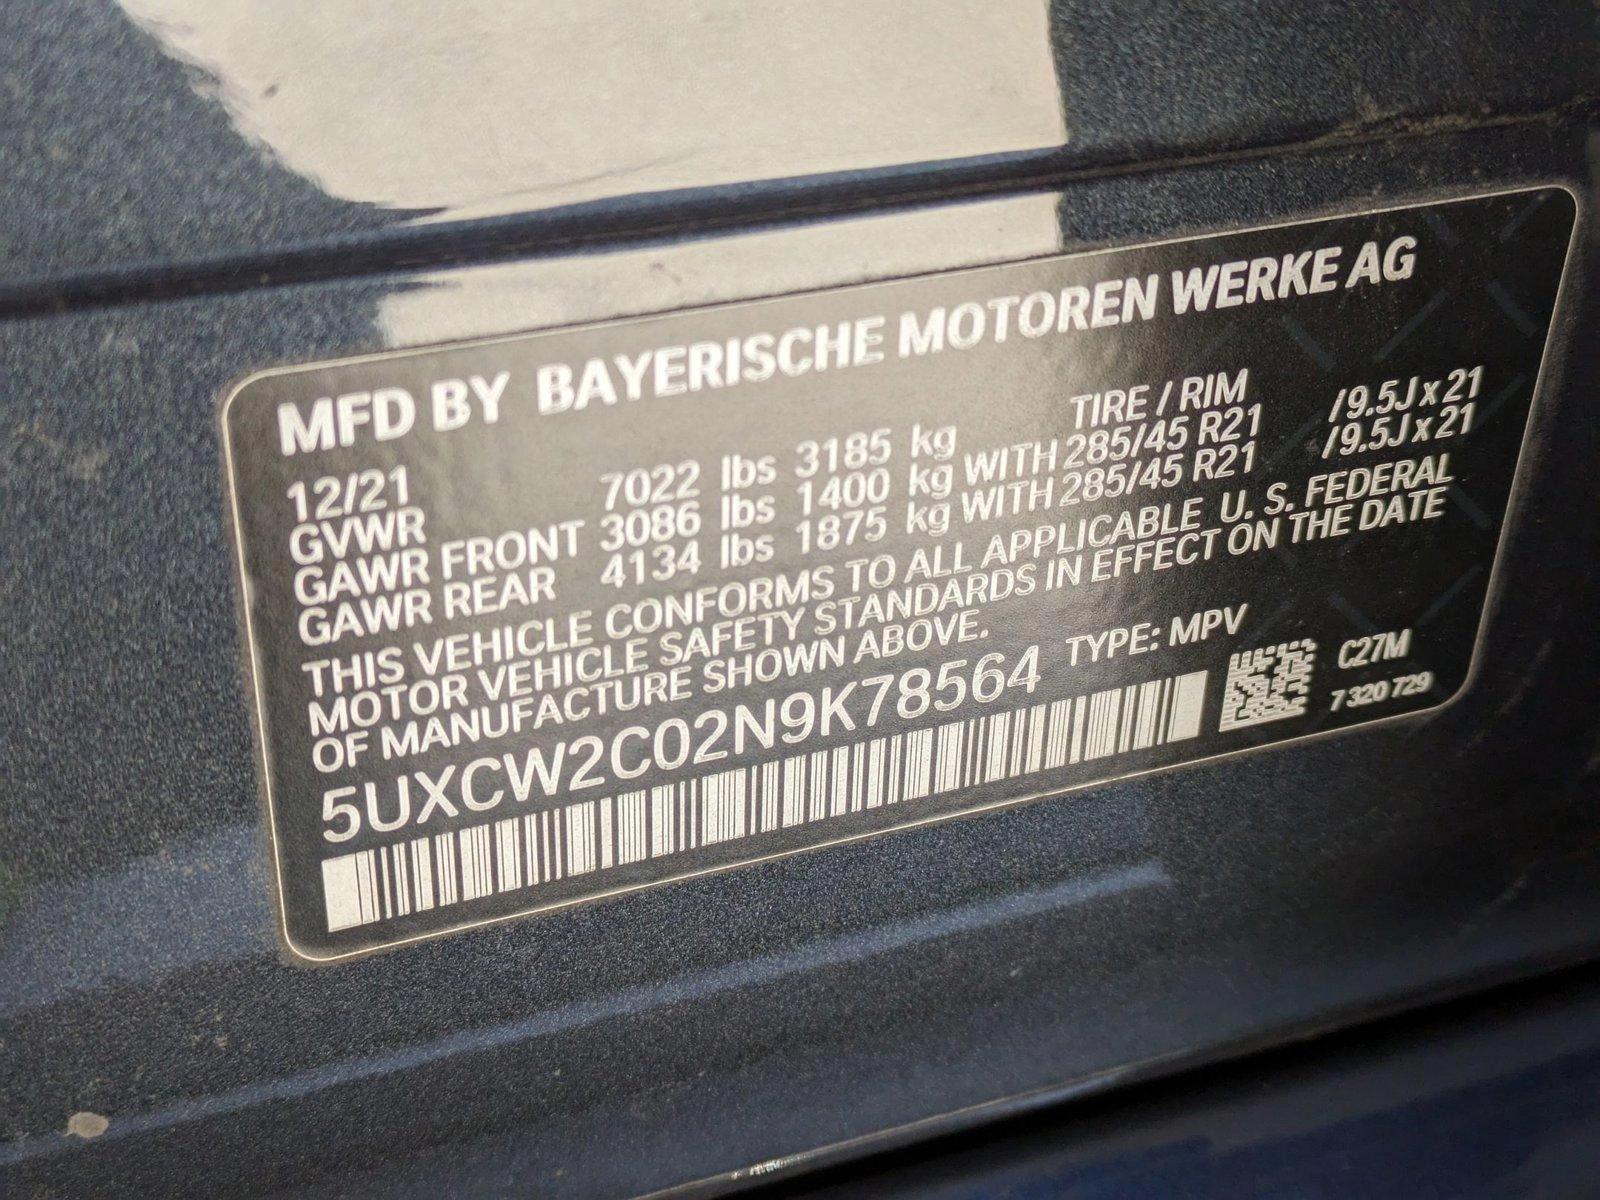 MFD BY BAYERISCHE MOTOREN WERKE AG
12/21 TIRE / RIM
GVWR 7022 lbs 3185 kg
GAWR FRONT 3086 lbs 1400 kg WITH 285/45 R21 /9.5J x 21
GAWR REAR 4134 lbs 1875 kg WITH 285/45 R21 /9.5J x 21
THIS VEHICLE CONFORMS TO ALL APPLICABLE U. S. FEDERAL
MOTOR VEHICLE SAFETY STANDARDS IN EFFECT ON THE DATE
OF MANUFACTURE SHOWN ABOVE.
5UXCW2C02N9K78564 TYPE: MPV
C27M
7 320 729